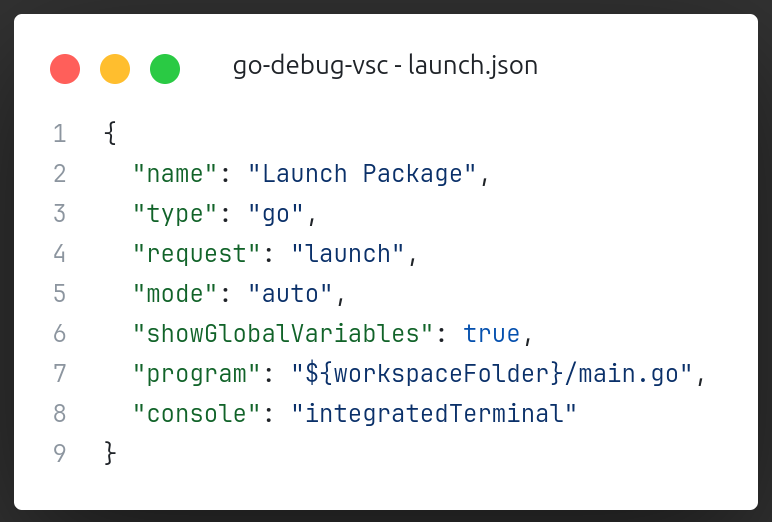 go-debug-vsc - launch.json
1 {
2   "name": "Launch Package",
3   "type": "go",
4   "request": "launch",
5   "mode": "auto",
6   "showGlobalVariables": true,
7   "program": "${workspaceFolder}/main.go",
8   "console": "integratedTerminal"
9 }